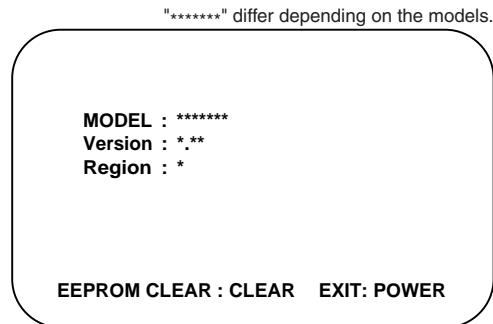 "*******" differ depending on the models.
MODEL : *******
Version : *.**
Region : *
EEPROM CLEAR : CLEAR EXIT: POWER